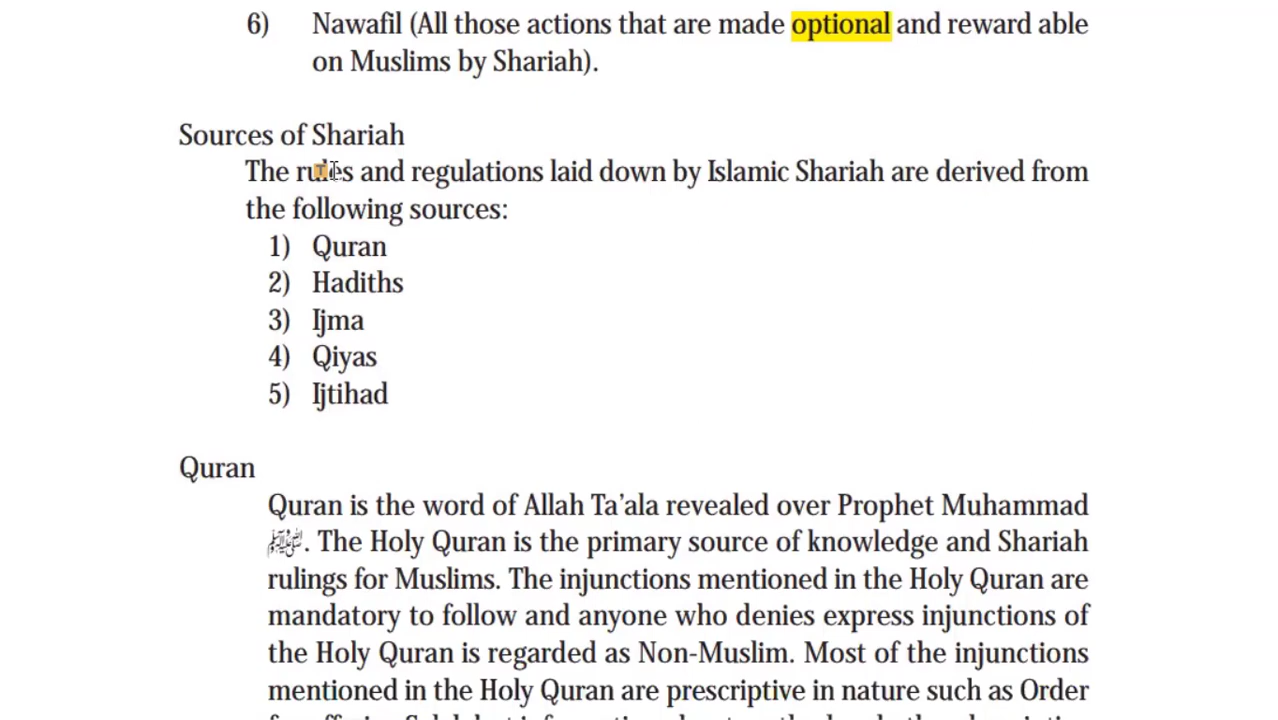 6) Nawafil (All those actions that are made optional and reward able
on Muslims by Shariah).
Sources of Shariah
The rules and regulations laid down by Islamic Shariah are derived from
the following sources:
1) Quran
2) Hadiths
3) Ijma
4) Qiyas
5) Ijtihad
Quran
Quran is the word of Allah Ta’ala revealed over Prophet Muhammad
ﷺ. The Holy Quran is the primary source of knowledge and Shariah
rulings for Muslims. The injunctions mentioned in the Holy Quran are
mandatory to follow and anyone who denies express injunctions of
the Holy Quran is regarded as Non-Muslim. Most of the injunctions
mentioned in the Holy Quran are prescriptive in nature such as Order